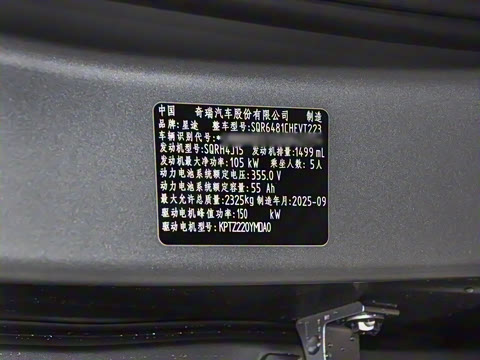 中国 奇瑞汽车股份有限公司 制造
品牌: 星途 整车型号: SQR6481CHEVT223
车辆识别代号: *
发动机型号: SQRH4J15 发动机排量: 1499 ml
发动机最大净功率: 105 kW 乘坐人数: 5人
动力电池系统额定电压: 355.0 V
动力电池系统额定容量: 55 Ah
最大允许总质量: 2325kg 制造年月: 2025-09
驱动电机峰值功率: 150 kW
驱动电机型号: KPTZ220YMDA0